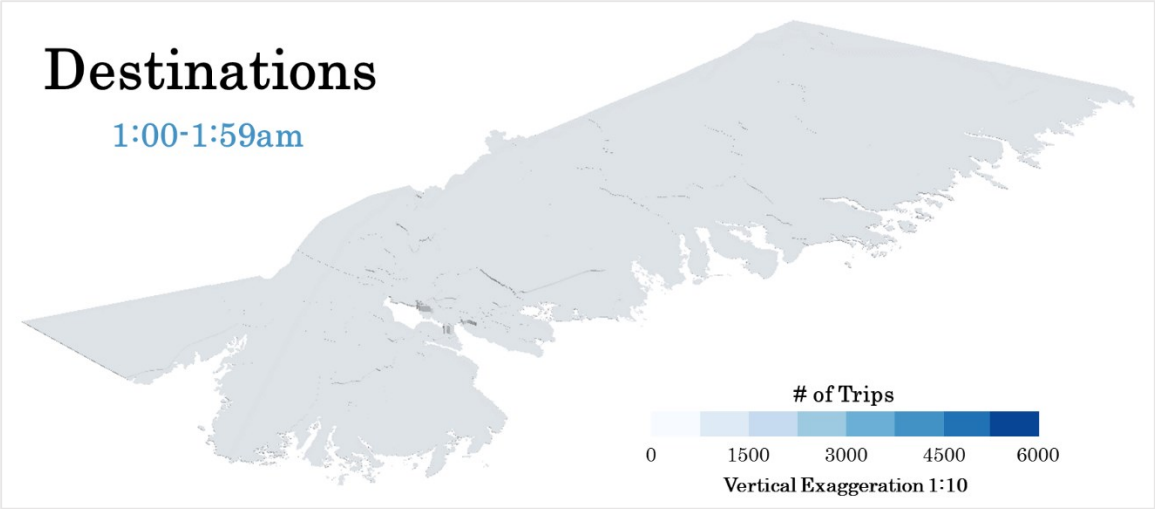 Destinations
1:00-1:59am
# of Trips
0 1500 3000 4500 6000
Vertical Exaggeration 1:10